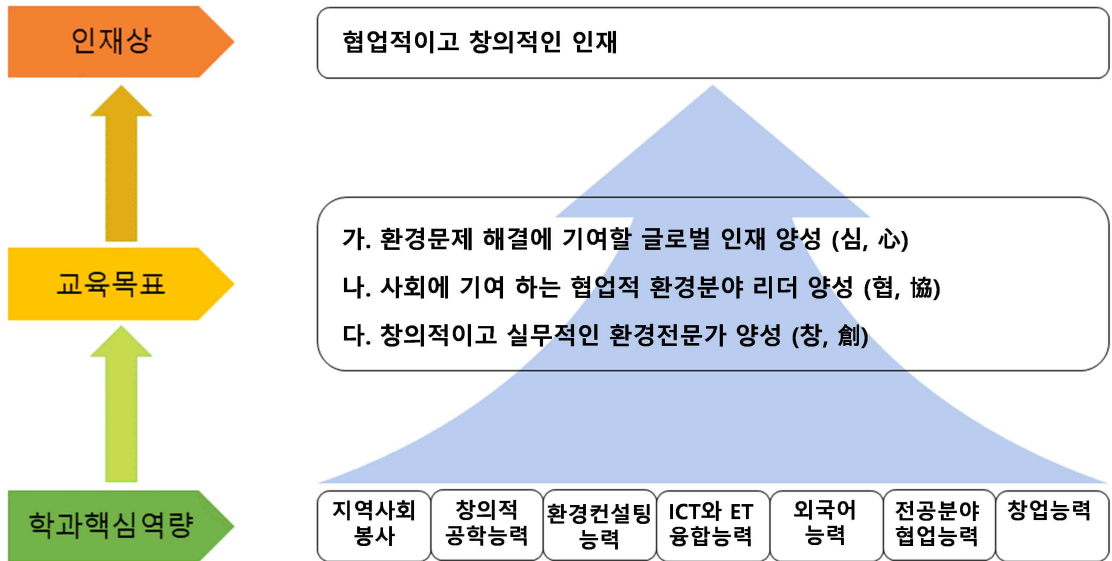 인재상
협업적이고 창의적인 인재
교육목표
가. 환경문제 해결에 기여할 글로벌 인재 양성 (심, 心)
나. 사회에 기여 하는 협업적 환경분야 리더 양성 (협, 協)
다. 창의적이고 실무적인 환경전문가 양성 (창, 創)
학과핵심역량
지역사회
봉사
창의적
공학능력
환경컨설팅
능력
ICT와 ET
융합능력
외국어
능력
전공분야
협업능력
창업능력